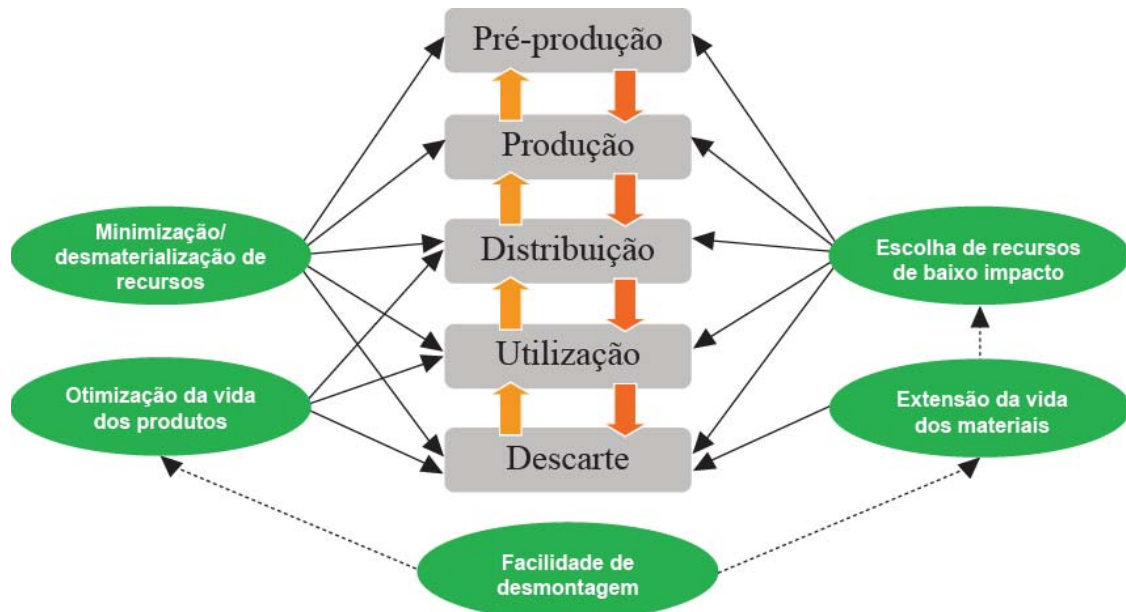 Pré-produção
Produção
Minimização/
desmaterialização de
recursos
Distribuição
Escolha de recursos
de baixo impacto
Utilização
Otimização da vida
dos produtos
Extensão da vida
dos materiais
Descarte
Facilidade de
desmontagem